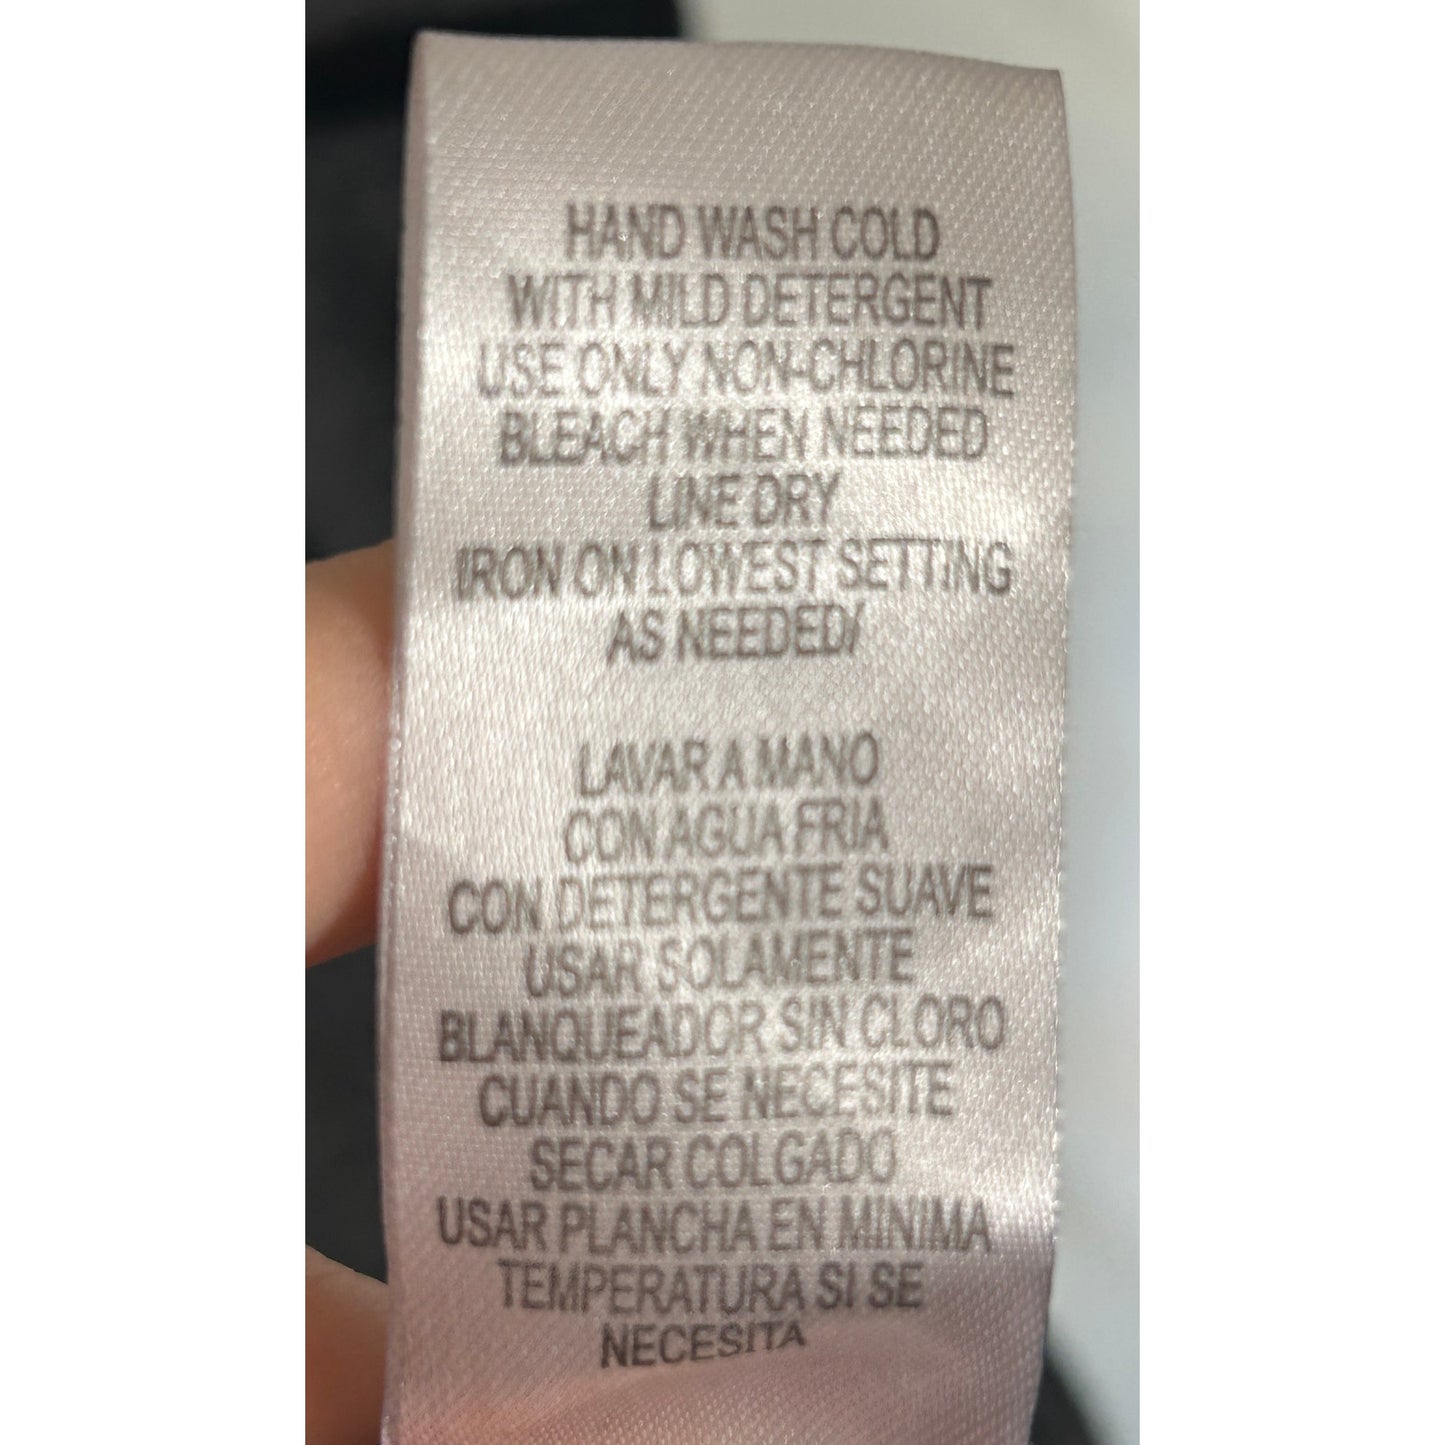 HAND WASH COLD
WITH MILD DETERGENT
USE ONLY NON-CHLORINE
BLEACH WHEN NEEDED
LINE DRY
IRON ON LOWEST SETTING
AS NEEDED/
LAVAR A MANO
CON AGUA FRIA
CON DETERGENTE SUAVE
USAR SOLAMENTE
BLANQUEADOR SIN CLORO
CUANDO SE NECESITE
SECAR COLGADO
USAR PLANCHA EN MINIMA
TEMPERATURA SI SE
NECESITA